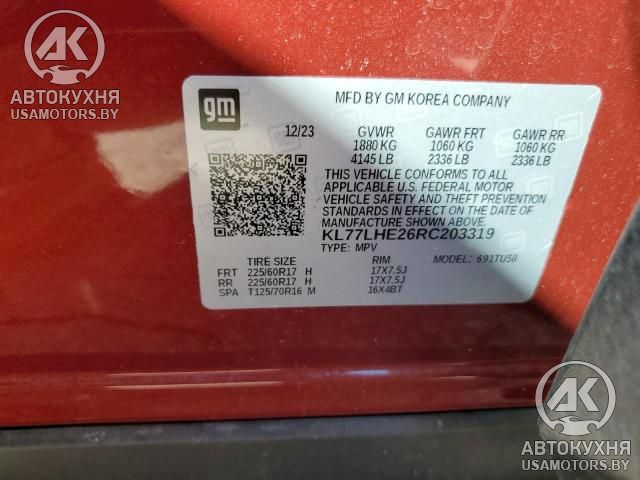 AK
АВТОКУХНЯ
USAMOTORS.BY
gm
MFD BY GM KOREA COMPANY
12/23 GVWR GAWR FRT GAWR RR
1880 KG 1060 KG 1060 KG
4145 LB 2336 LB 2336 LB
THIS VEHICLE CONFORMS TO ALL
APPLICABLE U.S. FEDERAL MOTOR
VEHICLE SAFETY AND THEFT PREVENTION
STANDARDS IN EFFECT ON THE DATE OF
MANUFACTURE SHOWN ABOVE.
KL77LHE26RC203319
TYPE: MPV MODEL: 691TU58
TIRE SIZE RIM
FRT 225/60R17 H 17X7.5J
RR 225/60R17 H 17X7.5J
SPA T125/70R16 M 16X4BT
AK
АВТОКУХНЯ
USAMOTORS.BY